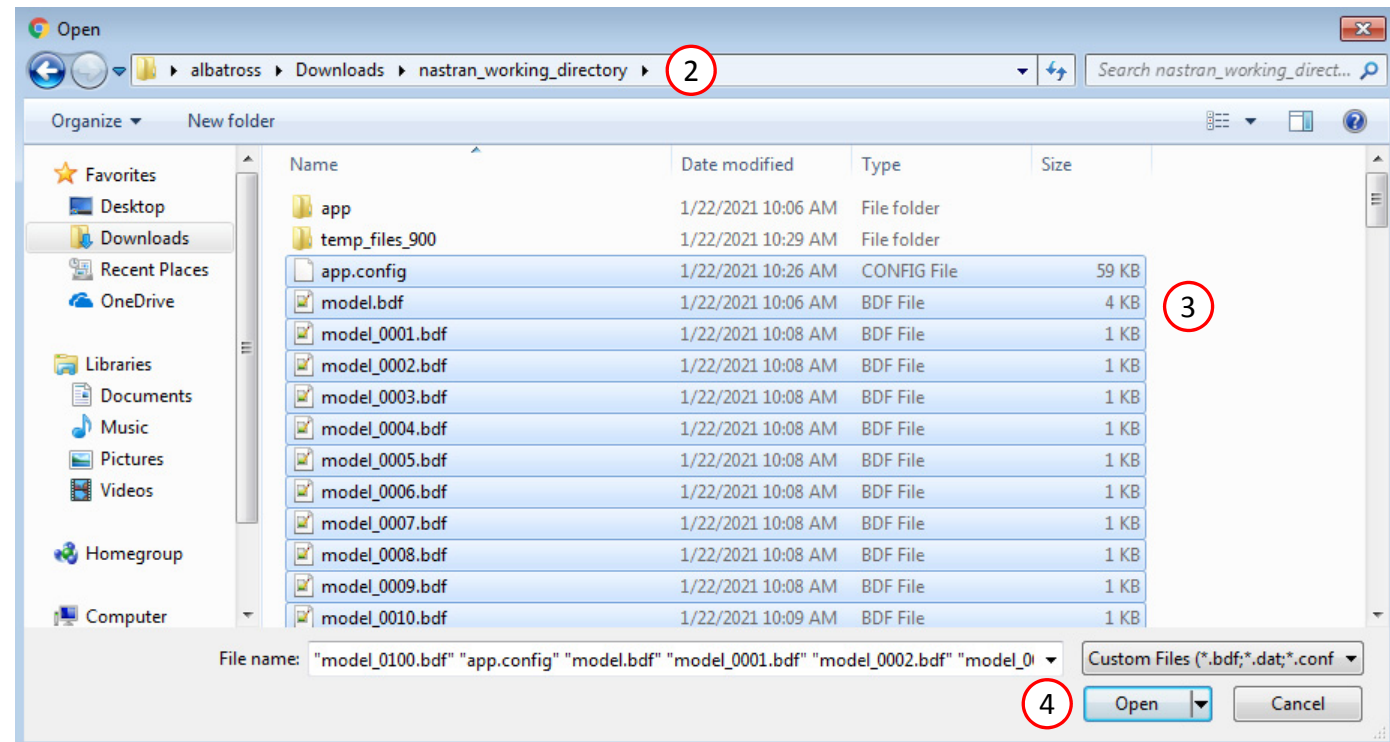 Open
albatross Downloads nastran_working_directory 2 Search nastran_working_direct...
Organize New folder
Name Date modified Type Size
Favorites
Desktop
Downloads
Recent Places
OneDrive
Libraries
Documents
Music
Pictures
Videos
Homegroup
Computer
app 1/22/2021 10:06 AM File folder
temp_files_900 1/22/2021 10:29 AM File folder
app.config 1/22/2021 10:26 AM CONFIG File 59 KB
model.bdf 1/22/2021 10:06 AM BDF File 4 KB
3
model_0001.bdf 1/22/2021 10:08 AM BDF File 1 KB
model_0002.bdf 1/22/2021 10:08 AM BDF File 1 KB
model_0003.bdf 1/22/2021 10:08 AM BDF File 1 KB
model_0004.bdf 1/22/2021 10:08 AM BDF File 1 KB
model_0005.bdf 1/22/2021 10:08 AM BDF File 1 KB
model_0006.bdf 1/22/2021 10:08 AM BDF File 1 KB
model_0007.bdf 1/22/2021 10:08 AM BDF File 1 KB
model_0008.bdf 1/22/2021 10:08 AM BDF File 1 KB
model_0009.bdf 1/22/2021 10:08 AM BDF File 1 KB
model_0010.bdf 1/22/2021 10:09 AM BDF File 1 KB
File name: "model_0100.bdf" "app.config" "model.bdf" "model_0001.bdf" "model_0002.bdf" "model_0( Custom Files (*.bdf;*.dat;*.conf
4 Open Cancel